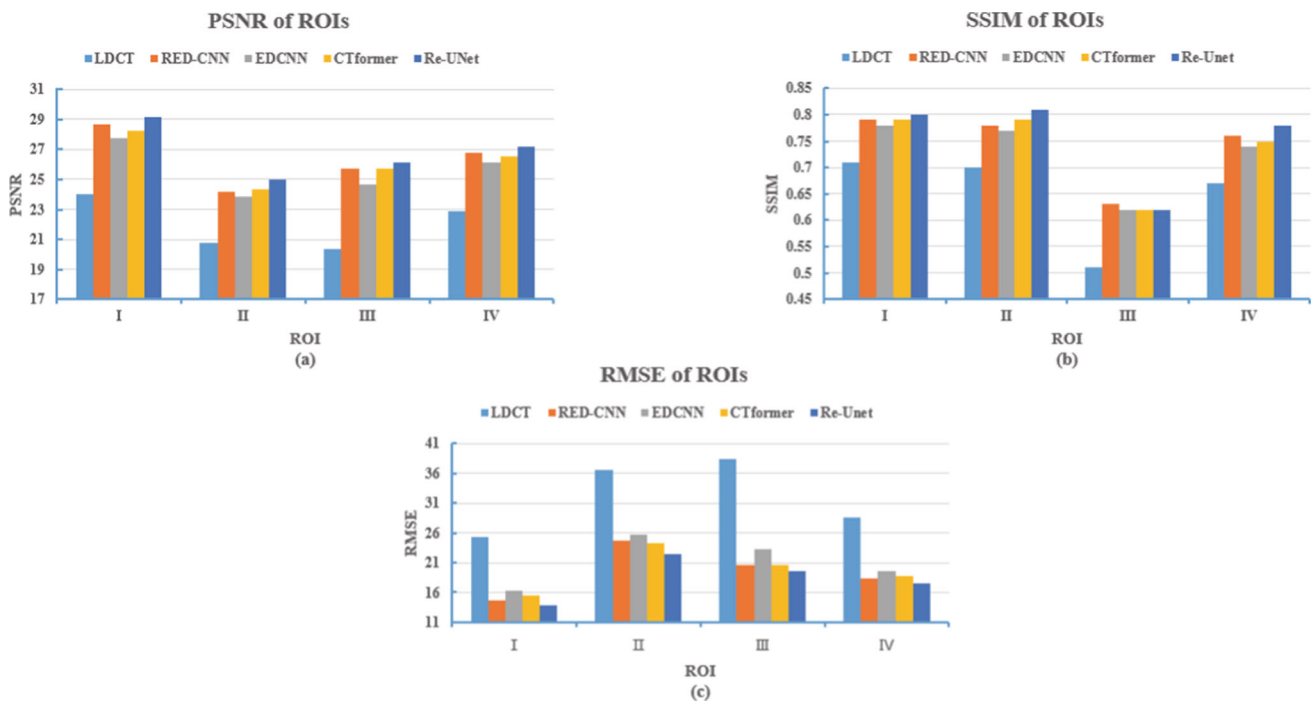 PSNR of ROIs
LDCT RED-CNN EDCNN CTformer Re-UNet
31
29
27
25
23
21
19
17
PSNR
I II III IV
ROI
(a)
SSIM of ROIs
LDCT RED-CNN EDCNN CTformer Re-Unet
0.85
0.8
0.75
0.7
0.65
0.6
0.55
0.5
0.45
SSIM
I II III IV
ROI
(b)
RMSE of ROIs
LDCT RED-CNN EDCNN CTformer Re-Unet
41
36
31
26
21
16
11
RMSE
I II III IV
ROI
(c)